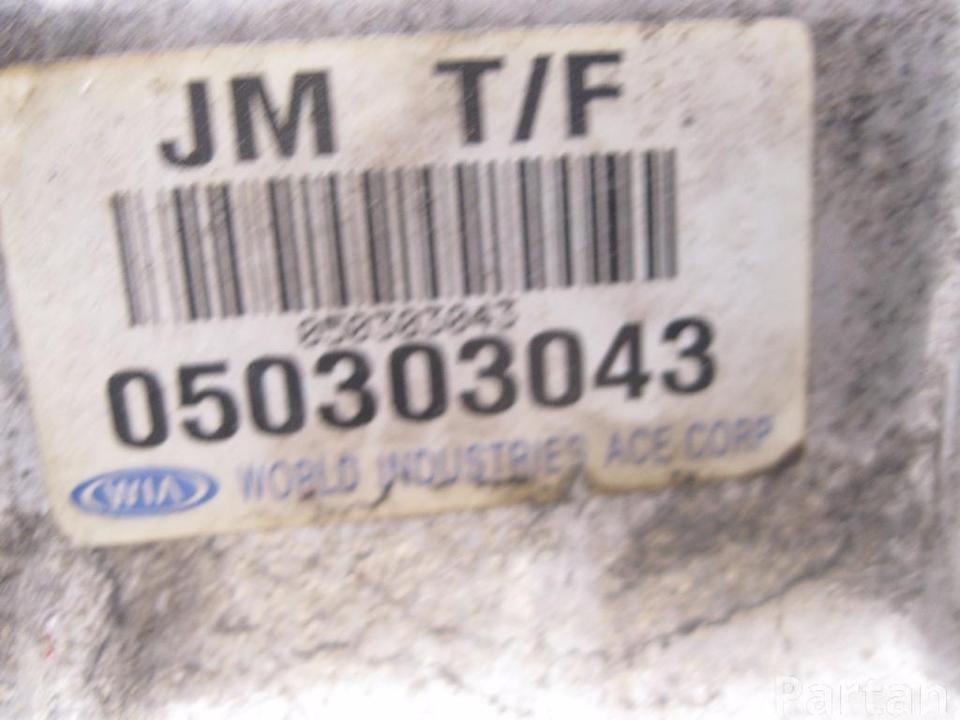 JM T/F
050303043
050303043
WIA WORLD INDUSTRIES ACE CORP
Partan